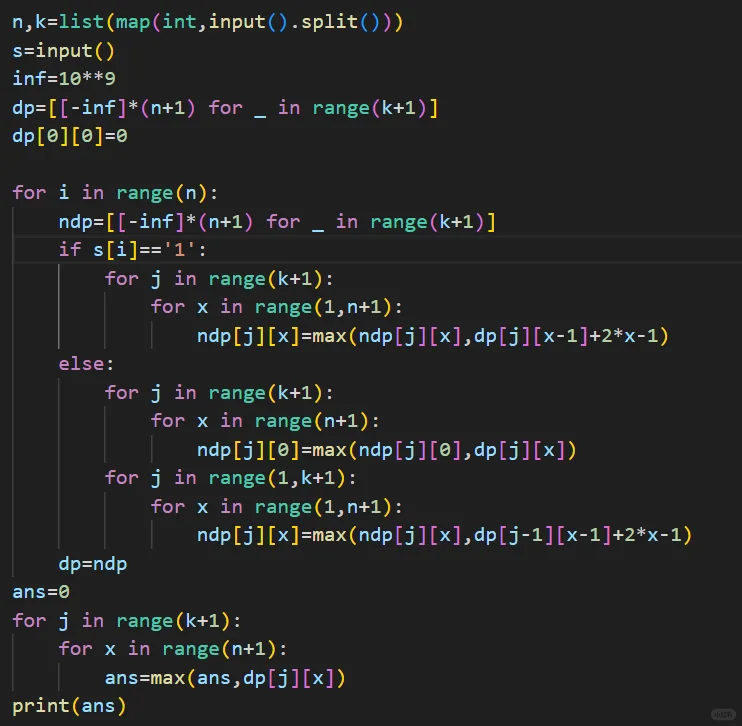 n,k=list(map(int,input().split()))
s=input()
inf=10**9
dp=[[-inf]*(n+1) for _ in range(k+1)]
dp[0][0]=0

for i in range(n):
    ndp=[[-inf]*(n+1) for _ in range(k+1)]
    if s[i]=='1':
        for j in range(k+1):
            for x in range(1,n+1):
                ndp[j][x]=max(ndp[j][x],dp[j][x-1]+2*x-1)
    else:
        for j in range(k+1):
            for x in range(n+1):
                ndp[j][0]=max(ndp[j][0],dp[j][x])
        for j in range(1,k+1):
            for x in range(1,n+1):
                ndp[j][x]=max(ndp[j][x],dp[j-1][x-1]+2*x-1)
    dp=ndp
ans=0
for j in range(k+1):
    for x in range(n+1):
        ans=max(ans,dp[j][x])
print(ans)